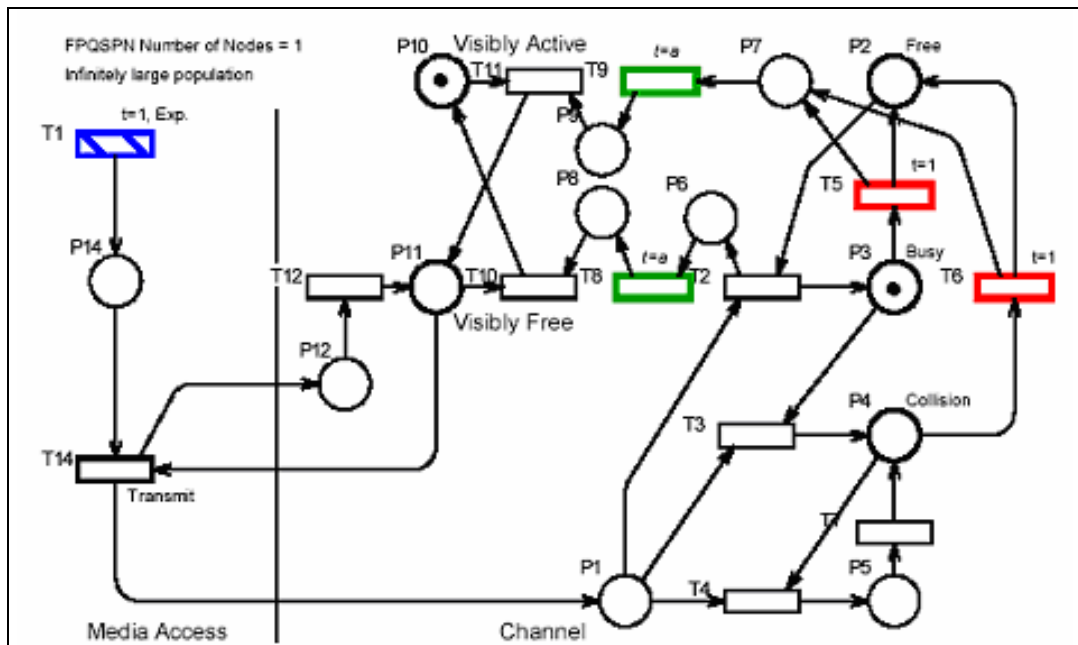 FPQSPN Number of Nodes = 1
Infinitely large population
t=1, Exp.
T1
P14
T14
Transmit
Media Access
P10
Visibly Active
T11
T9
t=a
P7
P2
Free
P9
P8
P6
T5
t=1
P11
T12
T10
T8
t=a
T2
P3
Busy
T6
t=1
Visibly Free
P12
T3
P4
Collision
T7
P1
T4
P5
Channel